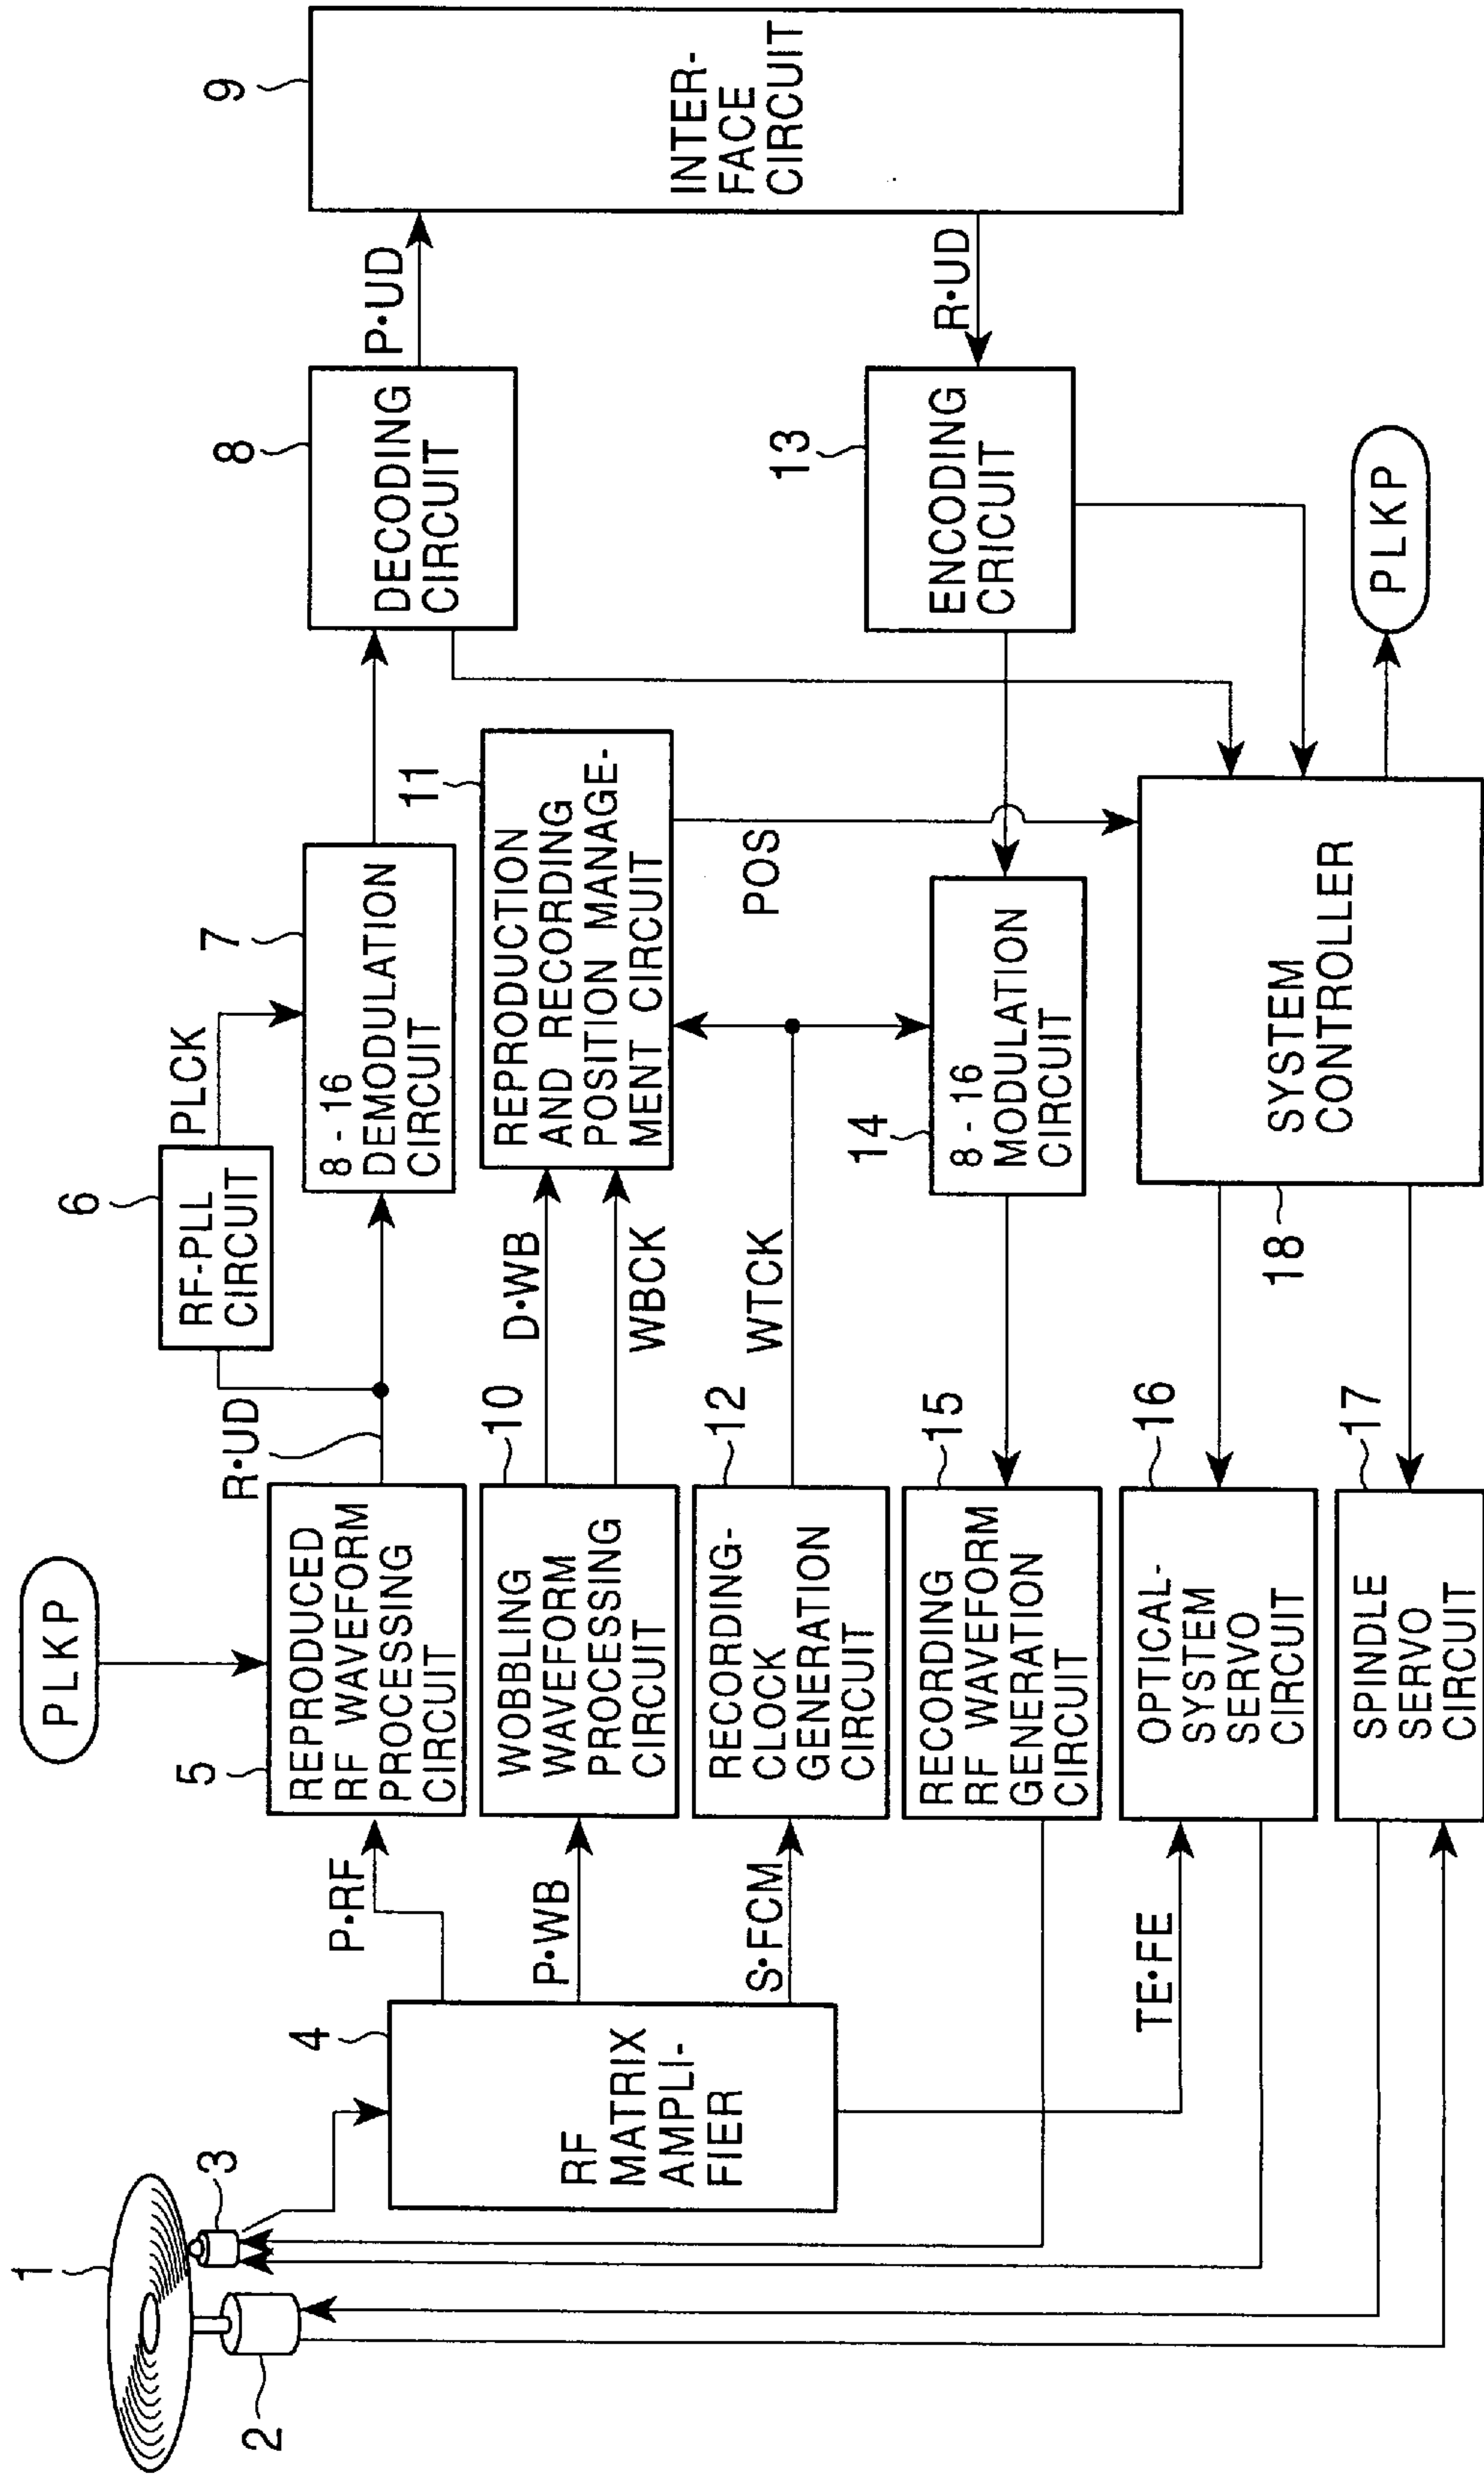 1
2
3
4
RF
MATRIX
AMPLI-
FIER
P•RF
P•WB
S•FCM
TE•FE
PLKP
5
REPRODUCED
RF WAVEFORM
PROCESSING
CIRCUIT
10
WOBBLING
WAVEFORM
PROCESSING
CIRCUIT
12
RECORDING-
CLOCK
GENERATION
CIRCUIT
15
RECORDING
RF WAVEFORM
GENERATION
CIRCUIT
16
OPTICAL-
SYSTEM
SERVO
CIRCUIT
17
SPINDLE
SERVO
CIRCUIT
R•UD
6
RF-PLL
CIRCUIT
PLCK
D•WB
WBCK
WTCK
7
8 - 16
DEMODULATION
CIRCUIT
11
REPRODUCTION
AND RECORDING
POSITION MANAGE-
MENT CIRCUIT
POS
14
8 - 16
MODULATION
CIRCUIT
18
SYSTEM
CONTROLLER
8
DECODING
CIRCUIT
13
ENCODING
CRICUIT
PLKP
P•UD
R•UD
9
INTER-
FACE
CIRCUIT